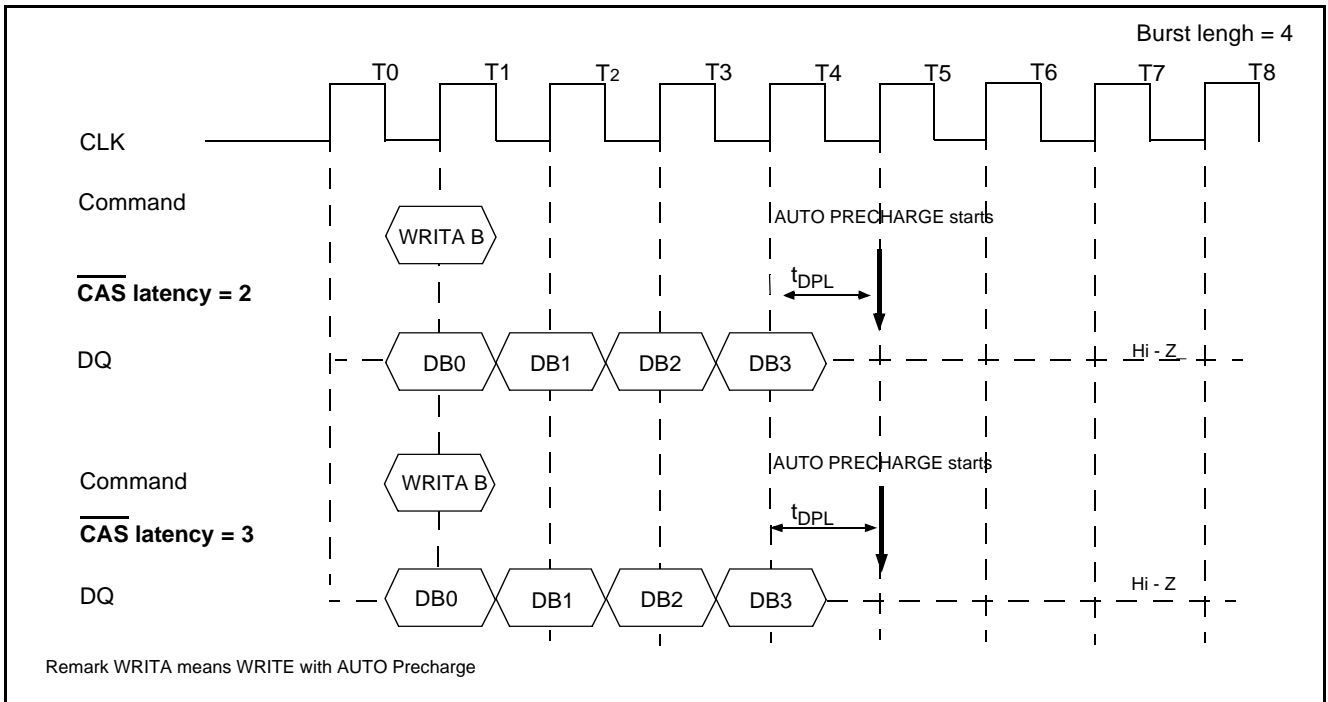 Burst lengh = 4
T0 T1 T2 T3 T4 T5 T6 T7 T8
CLK
Command
WRITA B
AUTO PRECHARGE starts
CAS latency = 2
tDPL
DQ
DB0 DB1 DB2 DB3
Hi - Z
Command
WRITA B
AUTO PRECHARGE starts
CAS latency = 3
tDPL
DQ
DB0 DB1 DB2 DB3
Hi - Z
Remark WRITA means WRITE with AUTO Precharge